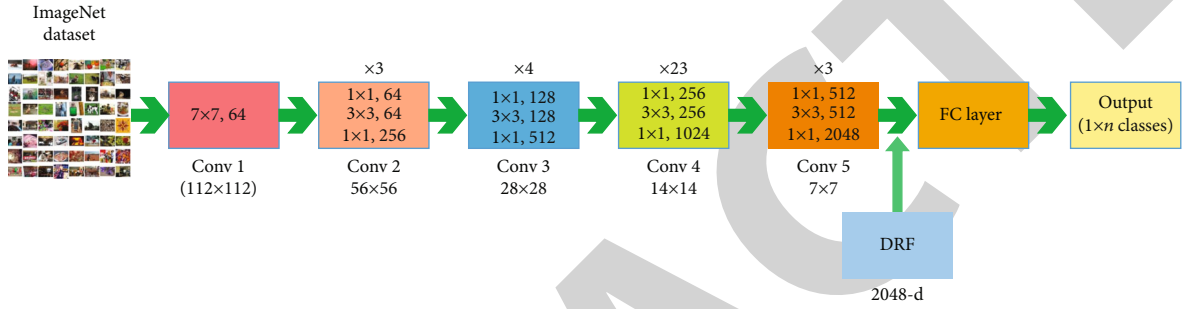 ImageNet
dataset
7×7, 64
Conv 1
(112×112)
×3
1×1, 64
3×3, 64
1×1, 256
Conv 2
56×56
×4
1×1, 128
3×3, 128
1×1, 512
Conv 3
28×28
×23
1×1, 256
3×3, 256
1×1, 1024
Conv 4
14×14
×3
1×1, 512
3×3, 512
1×1, 2048
Conv 5
7×7
FC layer
Output
(1×n classes)
DRF
2048-d